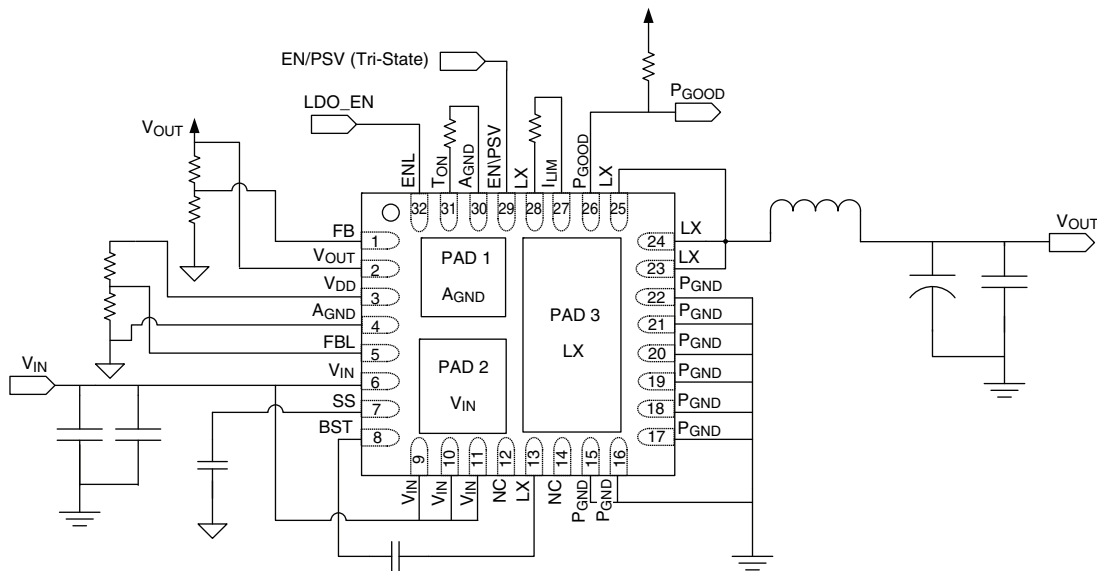 EN/PSV (Tri-State)
PGOOD
LDO_EN
VOUT
ENL
TON
AGND
EN\PSV
LX
ILIM
PGOOD
LX
32
31
30
29
28
27
26
25
FB
1
VOUT
2
VDD
3
AGND
4
FBL
5
VIN
VIN
6
SS
7
BST
8
PAD 1
AGND
PAD 2
VIN
PAD 3
LX
24
LX
23
LX
22
PGND
21
PGND
20
PGND
19
PGND
18
PGND
17
PGND
VOUT
9
10
11
12
13
14
15
16
VIN
VIN
VIN
NC
LX
NC
PGND
PGND